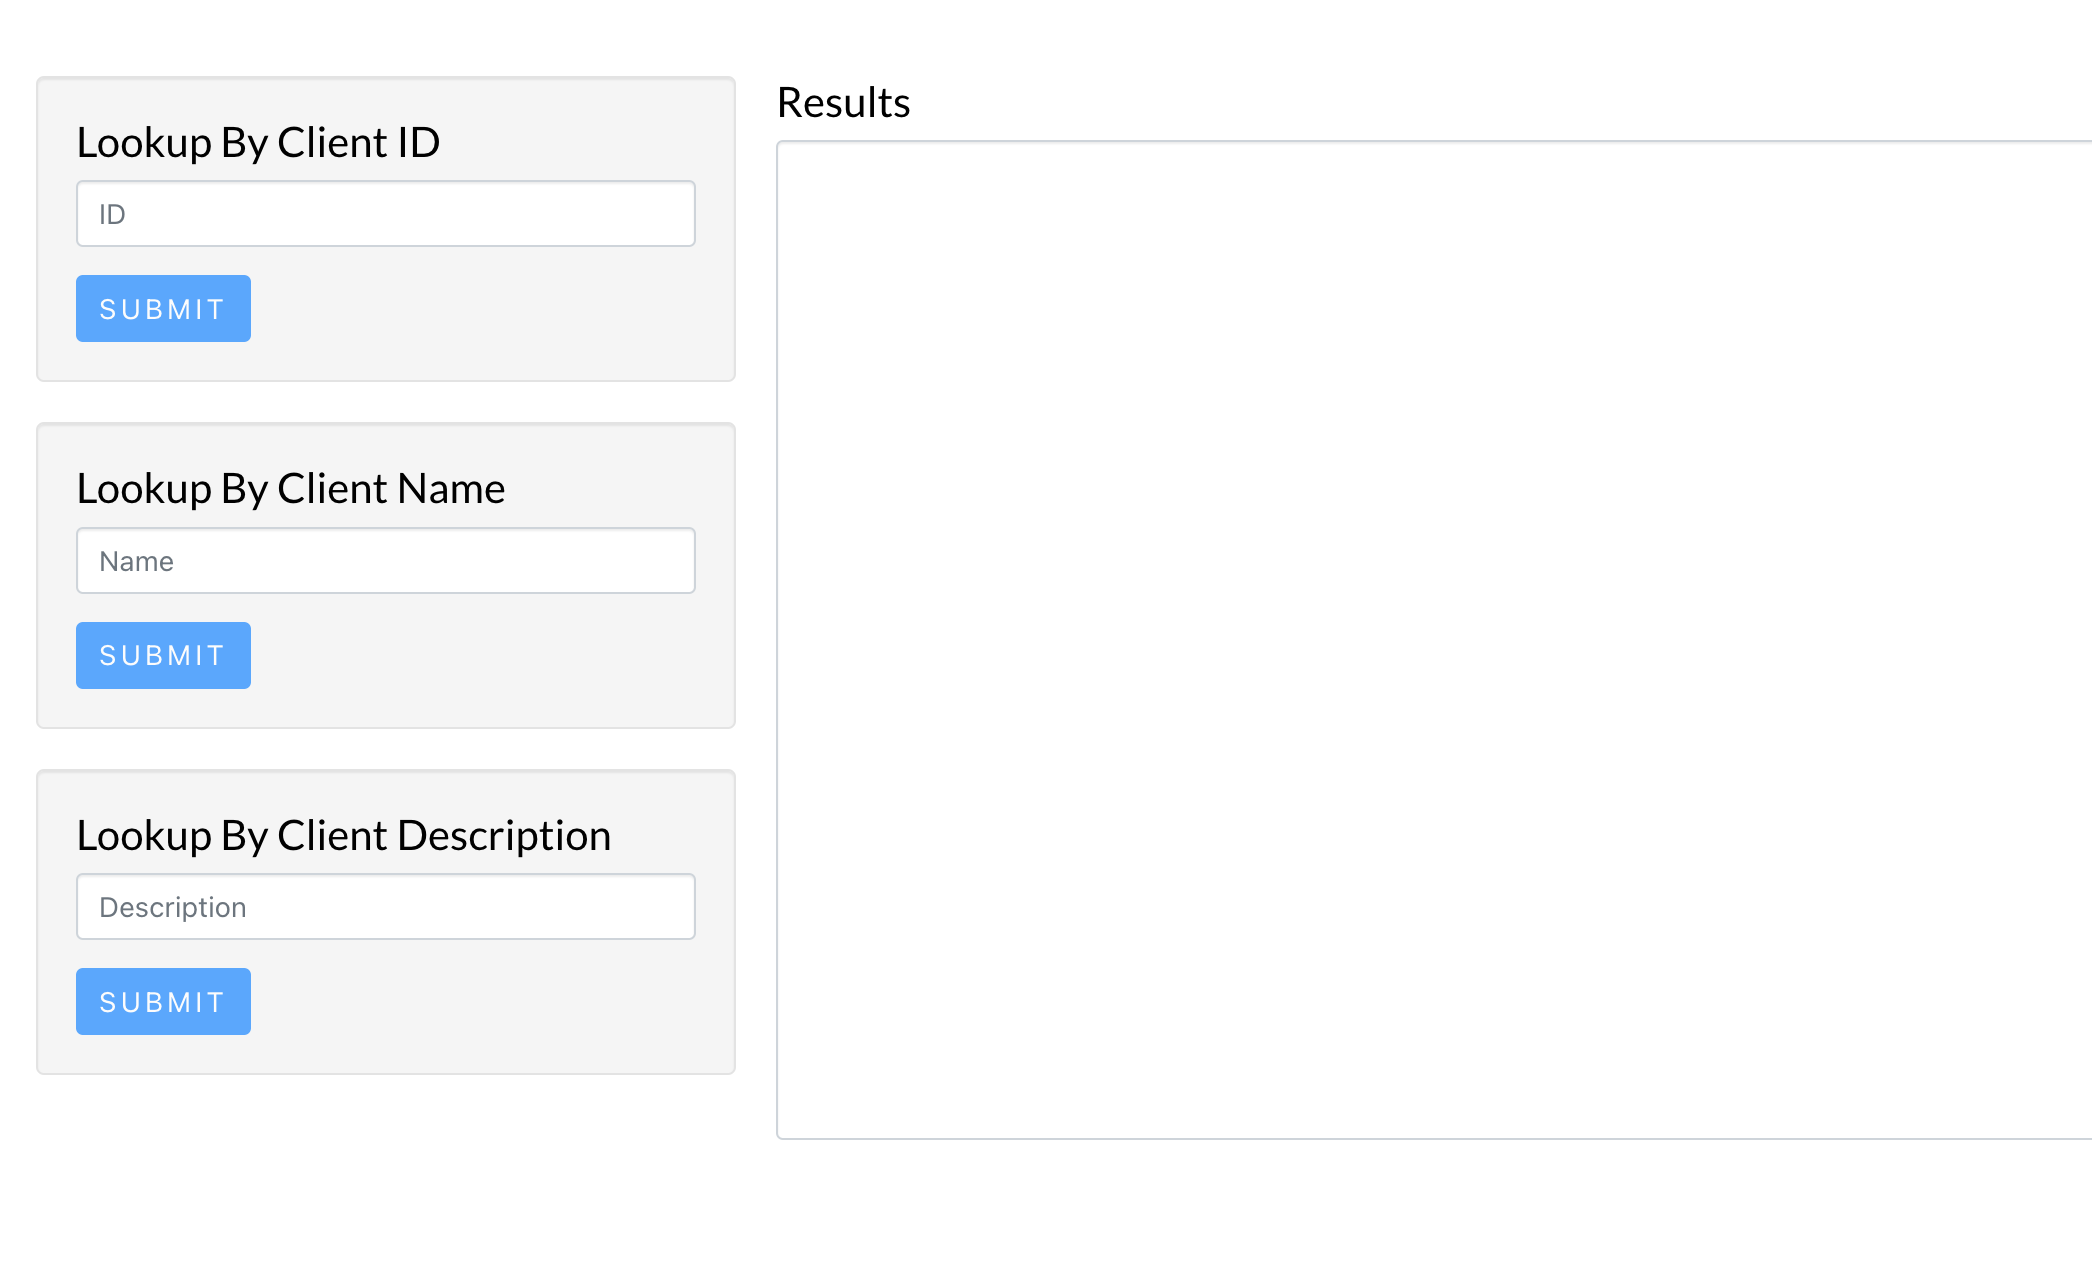 Lookup By Client ID
ID
SUBMIT
Lookup By Client Name
Name
SUBMIT
Lookup By Client Description
Description
SUBMIT
Results